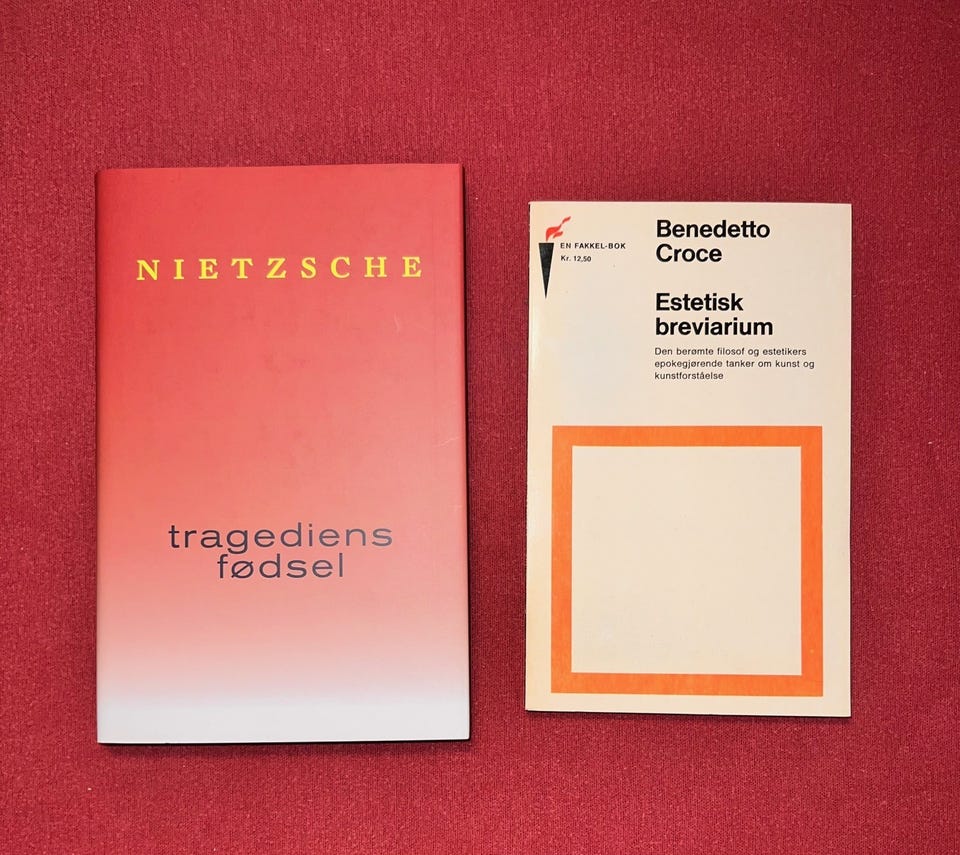 NIETZSCHE
tragediens
fødsel
EN FAKKEL-BOK
Kr. 12,50
Benedetto
Croce
Estetisk
breviarium
Den berømte filosof og estetikers
epokegjørende tanker om kunst og
kunstforståelse